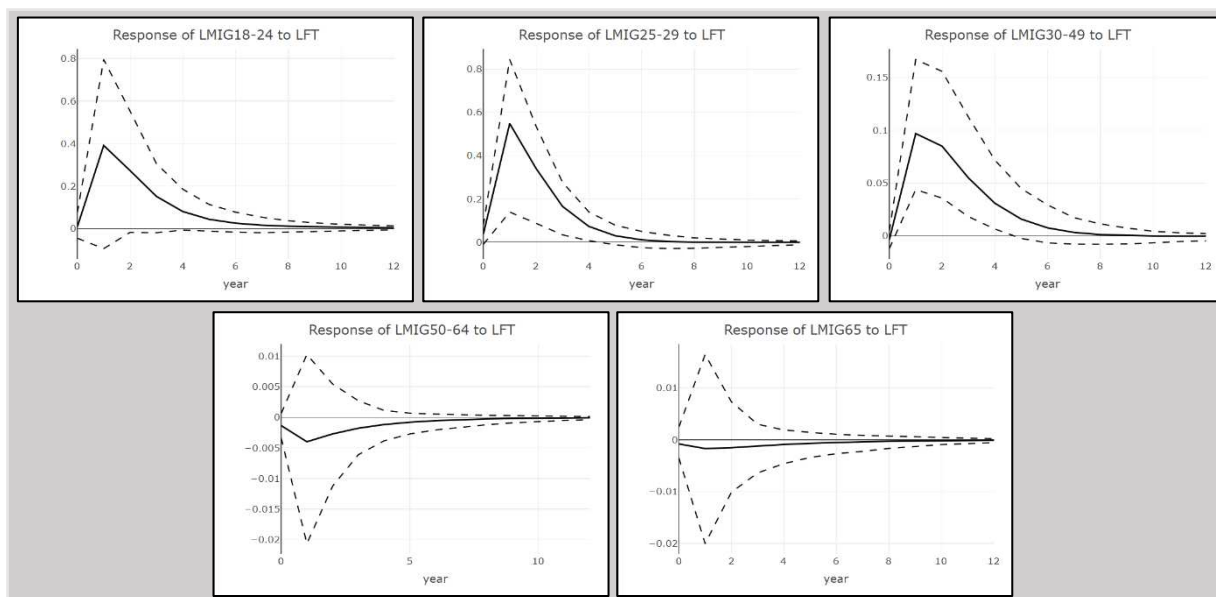 Response of LMIG18-24 to LFT
0.8
0.6
0.4
0.2
0
0 2 4 6 8 10 12
year
Response of LMIG25-29 to LFT
0.8
0.6
0.4
0.2
0
0 2 4 6 8 10 12
year
Response of LMIG30-49 to LFT
0.15
0.1
0.05
0
0 2 4 6 8 10 12
year
Response of LMIG50-64 to LFT
0.01
0.005
0
−0.005
−0.01
−0.015
−0.02
0 5 10
year
Response of LMIG65 to LFT
0.01
0
−0.01
−0.02
0 2 4 6 8 10 12
year